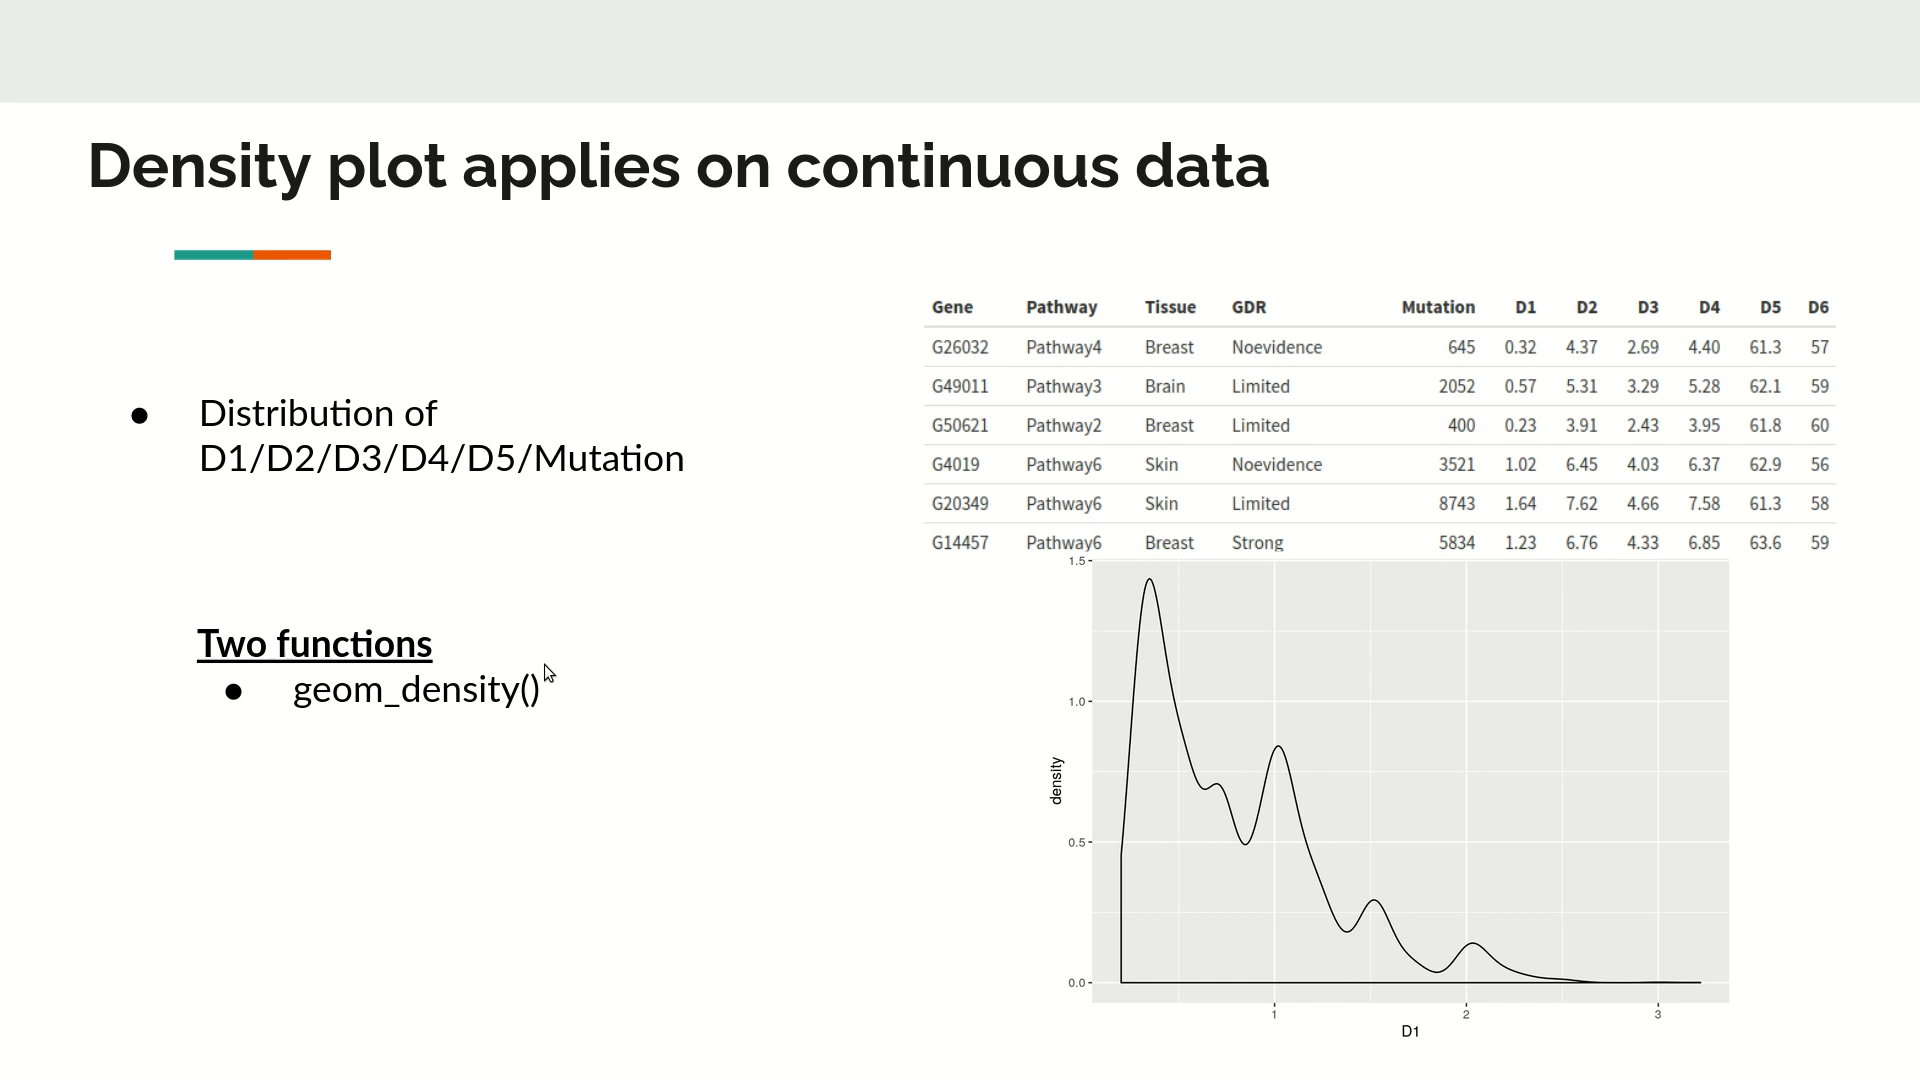 Density plot applies on continuous data
● Distribution of
D1/D2/D3/D4/D5/Mutation
Two functions
● geom_density()
Gene Pathway Tissue GDR Mutation D1 D2 D3 D4 D5 D6
G26032 Pathway4 Breast Noevidence 645 0.32 4.37 2.69 4.40 61.3 57
G49011 Pathway3 Brain Limited 2052 0.57 5.31 3.29 5.28 62.1 59
G50621 Pathway2 Breast Limited 400 0.23 3.91 2.43 3.95 61.8 60
G4019 Pathway6 Skin Noevidence 3521 1.02 6.45 4.03 6.37 62.9 56
G20349 Pathway6 Skin Limited 8743 1.64 7.62 4.66 7.58 61.3 58
G14457 Pathway6 Breast Strong 5834 1.23 6.76 4.33 6.85 63.6 59
1.5
1.0
density
0.5
0.0
1 2 3
D1